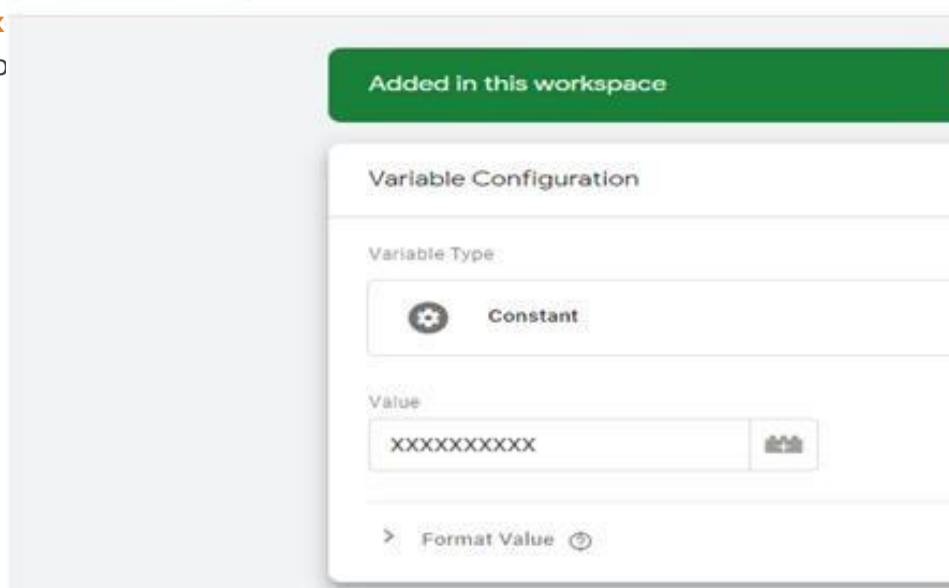 Added in this workspace
Variable Configuration
Variable Type
Constant
Value
XXXXXXXXXX
Format Value